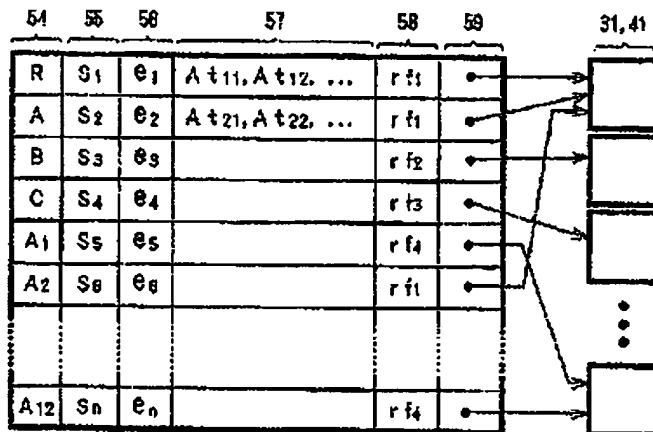 54 55 56 57 58 59 31,41
R S1 e1 At11, At12, ... rf1
A S2 e2 At21, At22, ... rf1
B S3 e3 rf2
C S4 e4 rf3
A1 S5 e5 rf4
A2 S6 e6 rf1
A12 Sn en rf4